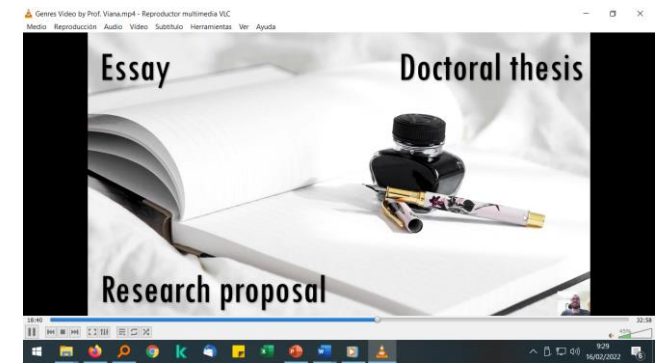 Genres Video by Prof. Viana.mp4 - Reproductor multimedia VLC
Medio Reproducción Audio Vídeo Subtítulo Herramientas Ver Ayuda
Essay
Doctoral thesis
Research proposal
18:40
32:58
45%
9:29
16/02/2022